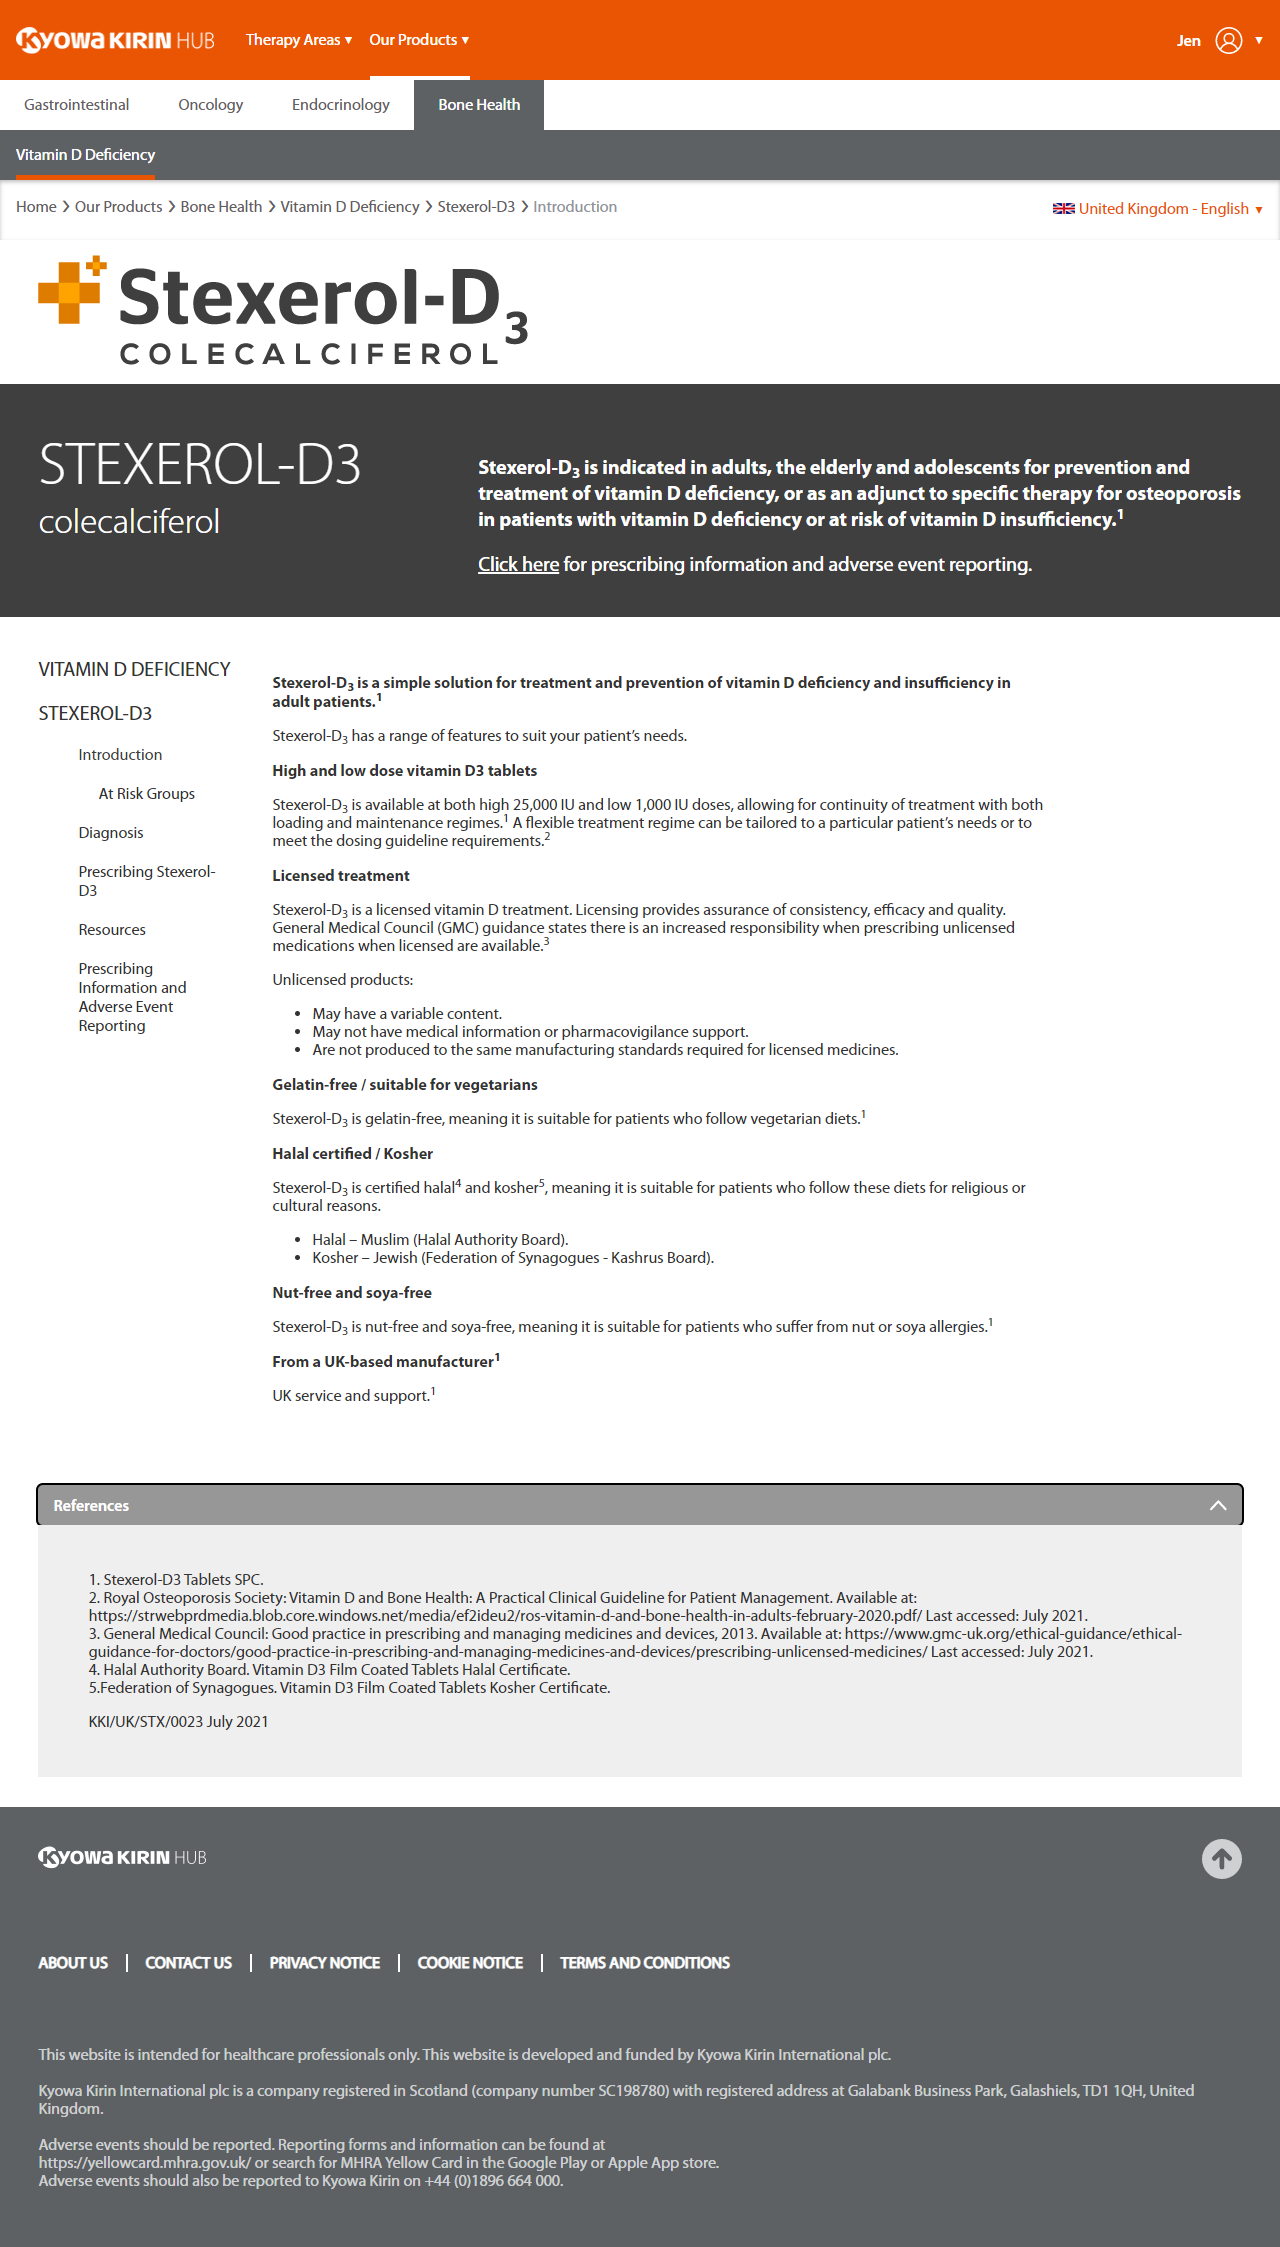 KYOWA KIRIN HUB
Therapy Areas ▼ Our Products ▼
Jen ▼
Gastrointestinal Oncology Endocrinology Bone Health
Vitamin D Deficiency
Home > Our Products > Bone Health > Vitamin D Deficiency > Stexerol-D3 > Introduction
United Kingdom - English ▼
Stexerol-D3
COLECALCIFEROL
STEXEROL-D3
colecalciferol
Stexerol-D3 is indicated in adults, the elderly and adolescents for prevention and
treatment of vitamin D deficiency, or as an adjunct to specific therapy for osteoporosis
in patients with vitamin D deficiency or at risk of vitamin D insufficiency.1
Click here for prescribing information and adverse event reporting.
VITAMIN D DEFICIENCY
STEXEROL-D3
Introduction
At Risk Groups
Diagnosis
Prescribing Stexerol-
D3
Resources
Prescribing
Information and
Adverse Event
Reporting
Stexerol-D3 is a simple solution for treatment and prevention of vitamin D deficiency and insufficiency in
adult patients.1
Stexerol-D3 has a range of features to suit your patient’s needs.
High and low dose vitamin D3 tablets
Stexerol-D3 is available at both high 25,000 IU and low 1,000 IU doses, allowing for continuity of treatment with both
loading and maintenance regimes.1 A flexible treatment regime can be tailored to a particular patient’s needs or to
meet the dosing guideline requirements.2
Licensed treatment
Stexerol-D3 is a licensed vitamin D treatment. Licensing provides assurance of consistency, efficacy and quality.
General Medical Council (GMC) guidance states there is an increased responsibility when prescribing unlicensed
medications when licensed are available.3
Unlicensed products:
• May have a variable content.
• May not have medical information or pharmacovigilance support.
• Are not produced to the same manufacturing standards required for licensed medicines.
Gelatin-free / suitable for vegetarians
Stexerol-D3 is gelatin-free, meaning it is suitable for patients who follow vegetarian diets.1
Halal certified / Kosher
Stexerol-D3 is certified halal4 and kosher5, meaning it is suitable for patients who follow these diets for religious or
cultural reasons.
• Halal – Muslim (Halal Authority Board).
• Kosher – Jewish (Federation of Synagogues - Kashrus Board).
Nut-free and soya-free
Stexerol-D3 is nut-free and soya-free, meaning it is suitable for patients who suffer from nut or soya allergies.1
From a UK-based manufacturer1
UK service and support.1
References
1. Stexerol-D3 Tablets SPC.
2. Royal Osteoporosis Society: Vitamin D and Bone Health: A Practical Clinical Guideline for Patient Management. Available at:
https://strwebprdmedia.blob.core.windows.net/media/ef2ideu2/ros-vitamin-d-and-bone-health-in-adults-february-2020.pdf/ Last accessed: July 2021.
3. General Medical Council: Good practice in prescribing and managing medicines and devices, 2013. Available at: https://www.gmc-uk.org/ethical-guidance/ethical-
guidance-for-doctors/good-practice-in-prescribing-and-managing-medicines-and-devices/prescribing-unlicensed-medicines/ Last accessed: July 2021.
4. Halal Authority Board. Vitamin D3 Film Coated Tablets Halal Certificate.
5.Federation of Synagogues. Vitamin D3 Film Coated Tablets Kosher Certificate.
KKI/UK/STX/0023 July 2021
KYOWA KIRIN HUB
ABOUT US | CONTACT US | PRIVACY NOTICE | COOKIE NOTICE | TERMS AND CONDITIONS
This website is intended for healthcare professionals only. This website is developed and funded by Kyowa Kirin International plc.
Kyowa Kirin International plc is a company registered in Scotland (company number SC198780) with registered address at Galabank Business Park, Galashiels, TD1 1QH, United
Kingdom.
Adverse events should be reported. Reporting forms and information can be found at
https://yellowcard.mhra.gov.uk/ or search for MHRA Yellow Card in the Google Play or Apple App store.
Adverse events should also be reported to Kyowa Kirin on +44 (0)1896 664 000.